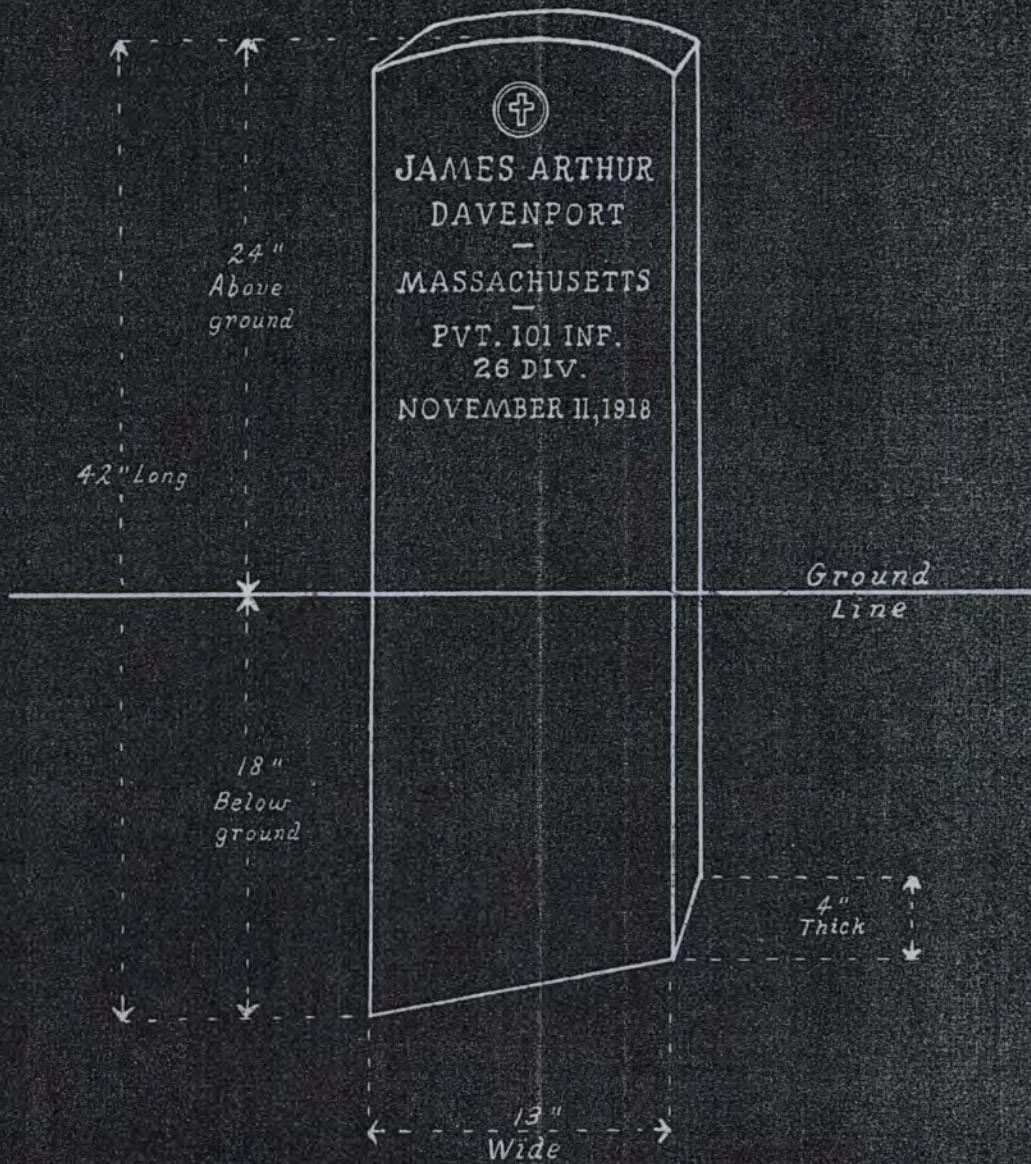 JAMES ARTHUR
DAVENPORT
—
MASSACHUSETTS
—
PVT. 101 INF.
26 DIV.
NOVEMBER 11,1918
24"
Above
ground
42" Long
Ground
Line
18"
Below
ground
4"
Thick
13"
Wide